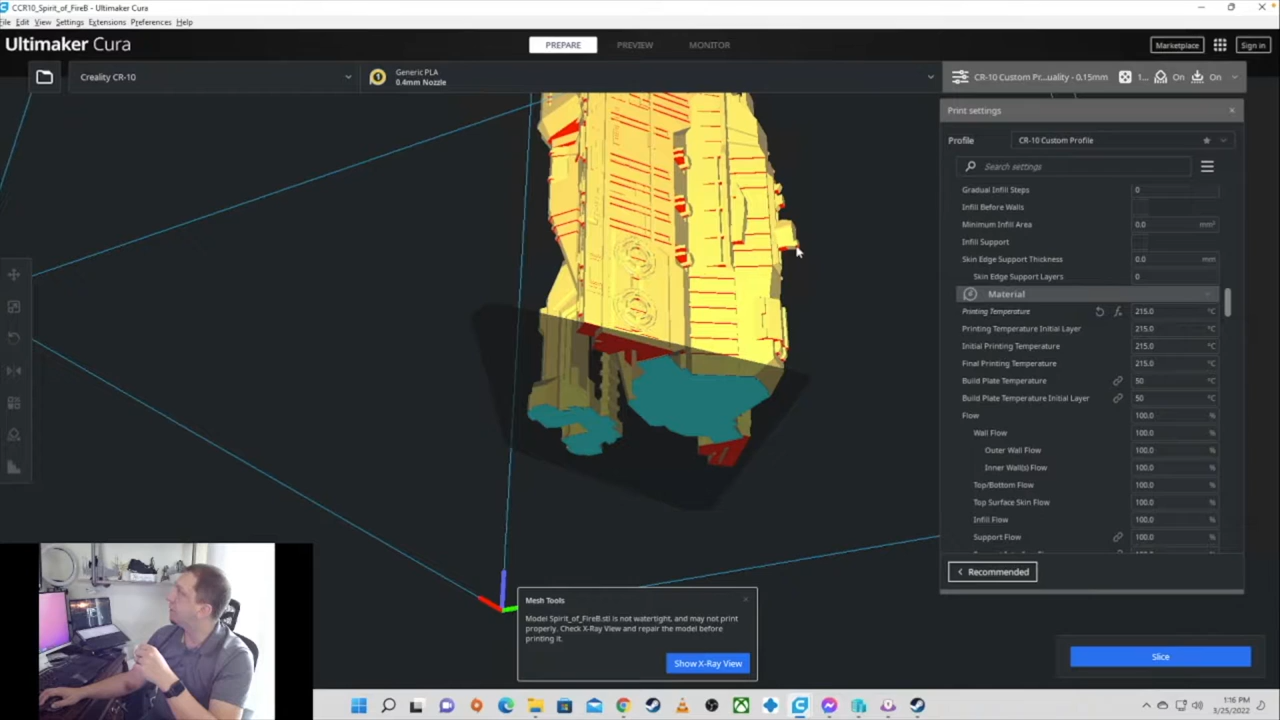 CCR10_Spirit_of_FireB - Ultimaker Cura
File Edit View Settings Extensions Preferences Help
Ultimaker Cura
PREPARE
PREVIEW
MONITOR
Marketplace
Sign in
Creality CR-10
1
Generic PLA
0.4mm Nozzle
CR-10 Custom Pr...uality - 0.15mm
1...
On
On
Print settings
Profile
CR-10 Custom Profile
Search settings
Gradual Infill Steps 0
Infill Before Walls
Minimum Infill Area 0.0 mm²
Infill Support
Skin Edge Support Thickness 0.0 mm
Skin Edge Support Layers 0
Material
Printing Temperature 215.0 °C
Printing Temperature Initial Layer 215.0 °C
Initial Printing Temperature 215.0 °C
Final Printing Temperature 215.0 °C
Build Plate Temperature 50 °C
Build Plate Temperature Initial Layer 50 °C
Flow 100.0 %
Wall Flow 100.0 %
Outer Wall Flow 100.0 %
Inner Wall(s) Flow 100.0 %
Top/Bottom Flow 100.0 %
Top Surface Skin Flow 100.0 %
Infill Flow 100.0 %
Support Flow 100.0 %
Recommended
Mesh Tools
Model Spirit_of_FireB.stl is not watertight, and may not print
properly. Check X-Ray View and repair the model before
printing it.
Show X-Ray View
Slice
1:16 PM
3/25/2022